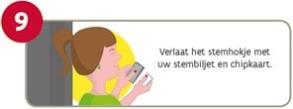 9
Verlaat het stemhokje met
uw stembiljet en chipkaart.